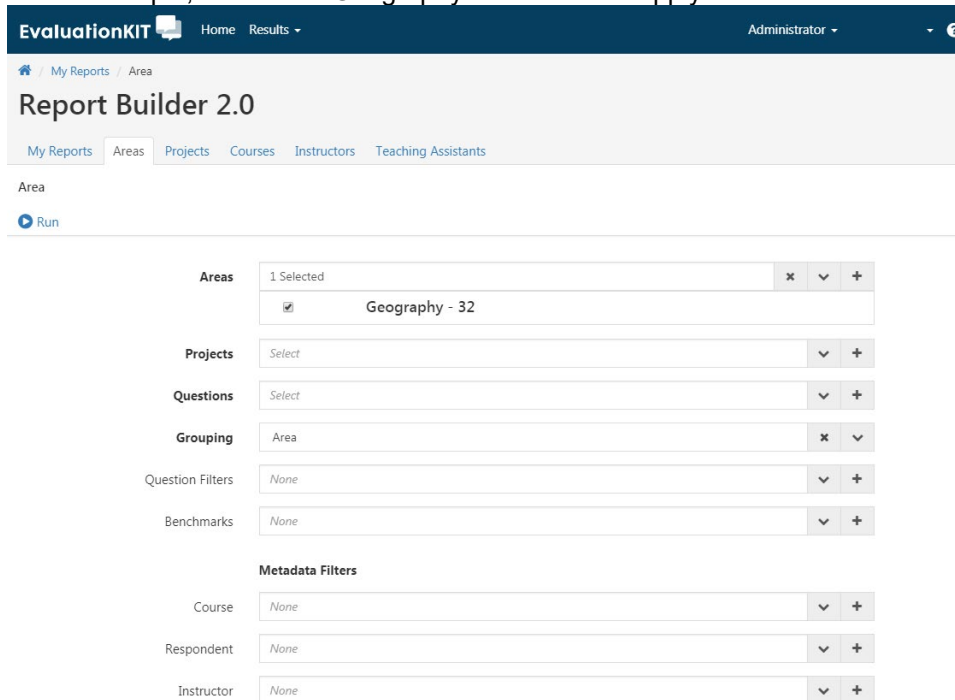 EvaluationKIT Home Results Administrator
/ My Reports / Area
Report Builder 2.0
My Reports Areas Projects Courses Instructors Teaching Assistants
Area
Run
Areas 1 Selected
Geography - 32
Projects Select
Questions Select
Grouping Area
Question Filters None
Benchmarks None
Metadata Filters
Course None
Respondent None
Instructor None